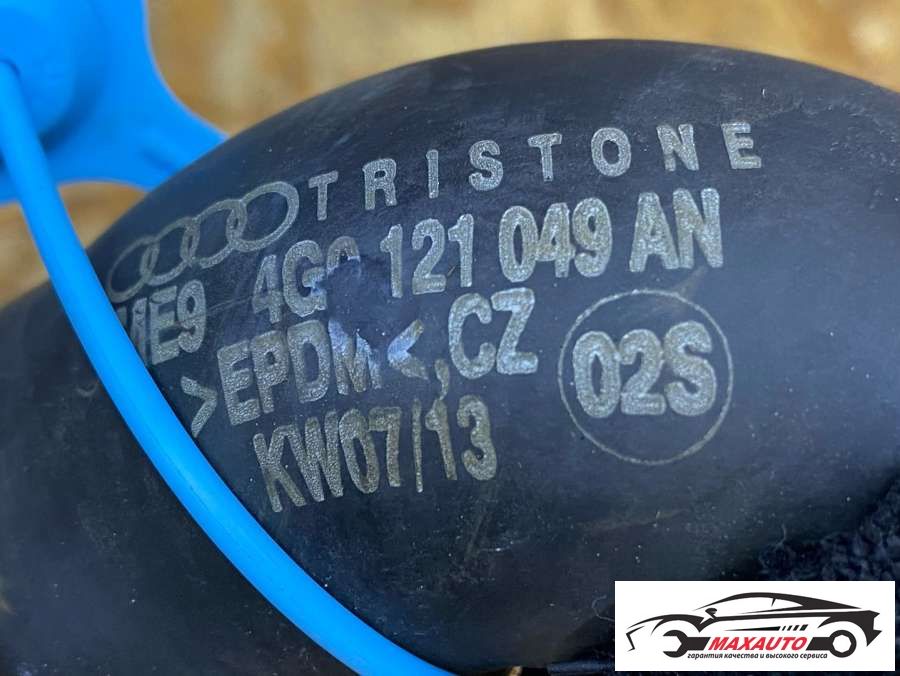 TRISTONE
4G0 121 049 AN
>EPDM<,CZ
02S
KW07/13
MAXAUTO
гарантия качества и высокого сервиса